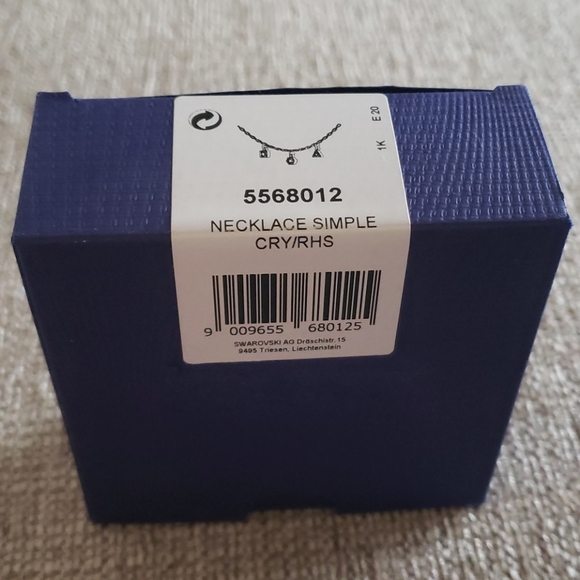 E 20
1K
5568012
NECKLACE SIMPLE
CRY/RHS
9 009655 680125
SWAROVSKI AG Dröschistr. 15
9495 Triesen, Liechtenstein